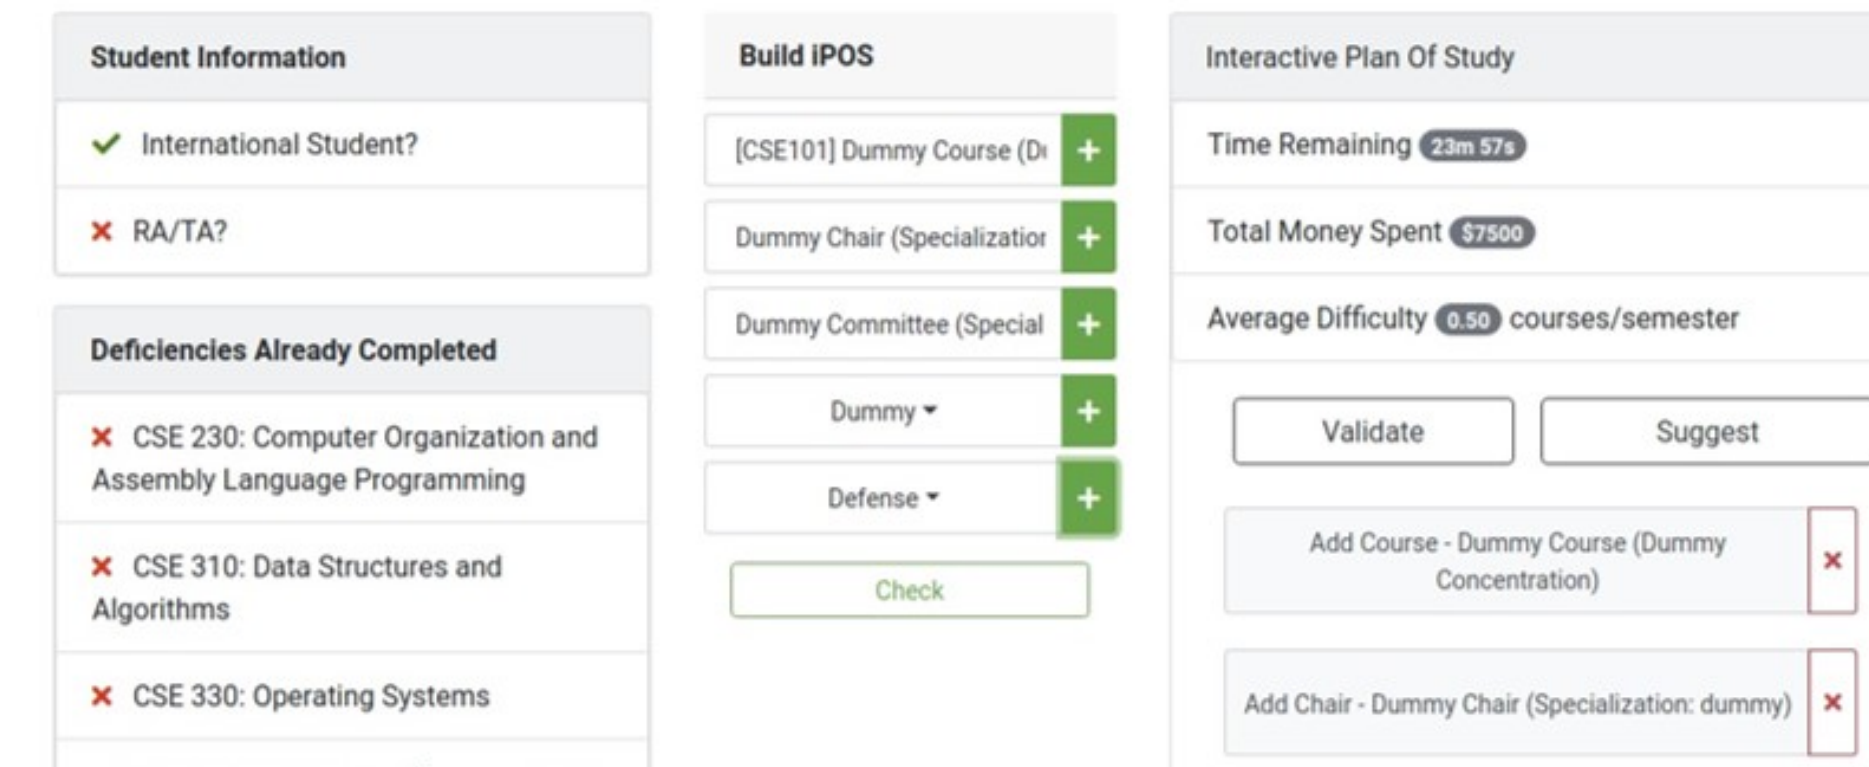 Student Information
International Student?
RA/TA?
Deficiencies Already Completed
CSE 230: Computer Organization and
Assembly Language Programming
CSE 310: Data Structures and
Algorithms
CSE 330: Operating Systems
Build iPOS
[CSE101] Dummy Course (Du
+
Dummy Chair (Specialization
+
Dummy Committee (Special
+
Dummy
+
Defense
+
Check
Interactive Plan Of Study
Time Remaining 23m 57s
Total Money Spent $7500
Average Difficulty 0.50 courses/semester
Validate
Suggest
Add Course - Dummy Course (Dummy
Concentration)
Add Chair - Dummy Chair (Specialization: dummy)